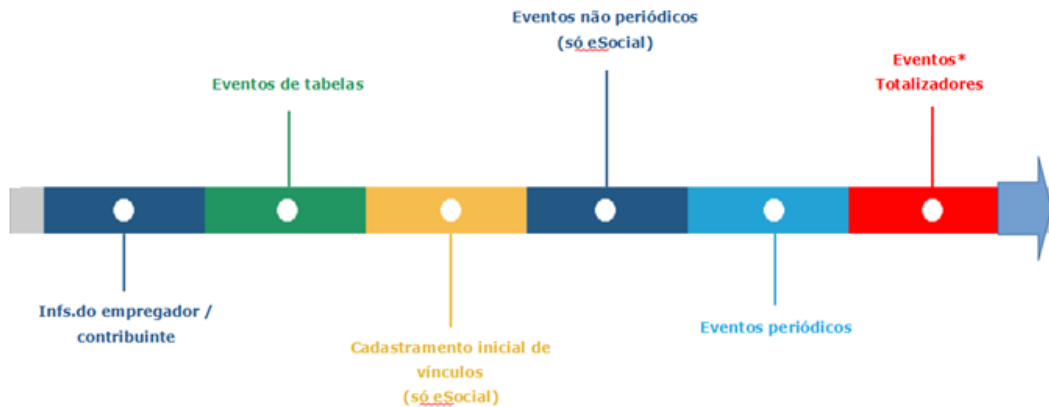 Eventos não periódicos
(só eSocial)
Eventos de tabelas
Eventos*
Totalizadores
Infs.do empregador /
contribuinte
Cadastramento inicial de
vínculos
(só eSocial)
Eventos periódicos